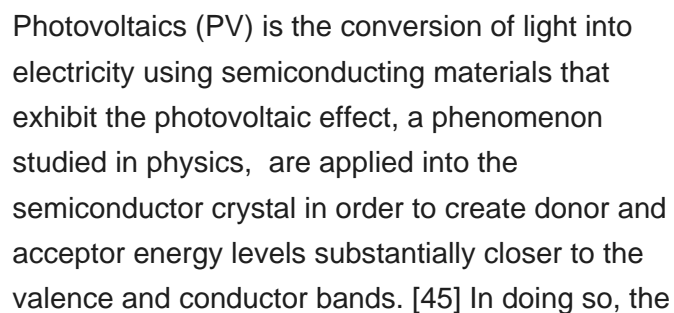 Photovoltaics (PV) is the conversion of light into
electricity using semiconducting materials that
exhibit the photovoltaic effect, a phenomenon
studied in physics,  are applied into the
semiconductor crystal in order to create donor and
acceptor energy levels substantially closer to the
valence and conductor bands. [45] In doing so, the